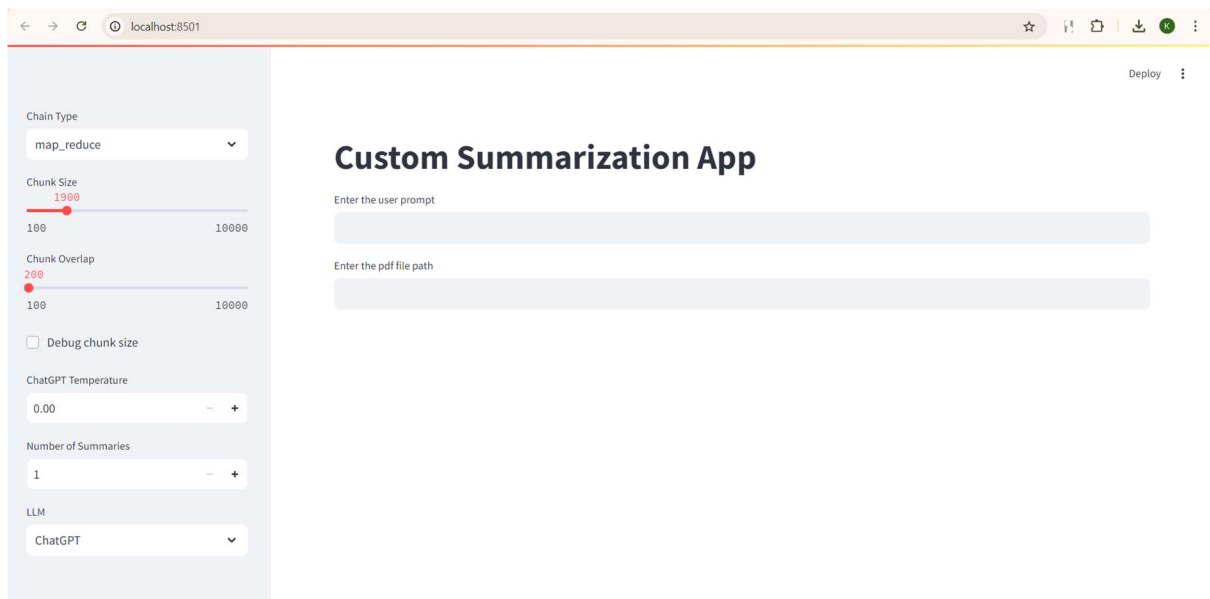 localhost:8501
K
Deploy
Chain Type
map_reduce
Chunk Size
1900
100 10000
Chunk Overlap
200
100 10000
Debug chunk size
ChatGPT Temperature
0.00 − +
Number of Summaries
1 − +
LLM
ChatGPT
Custom Summarization App
Enter the user prompt
Enter the pdf file path